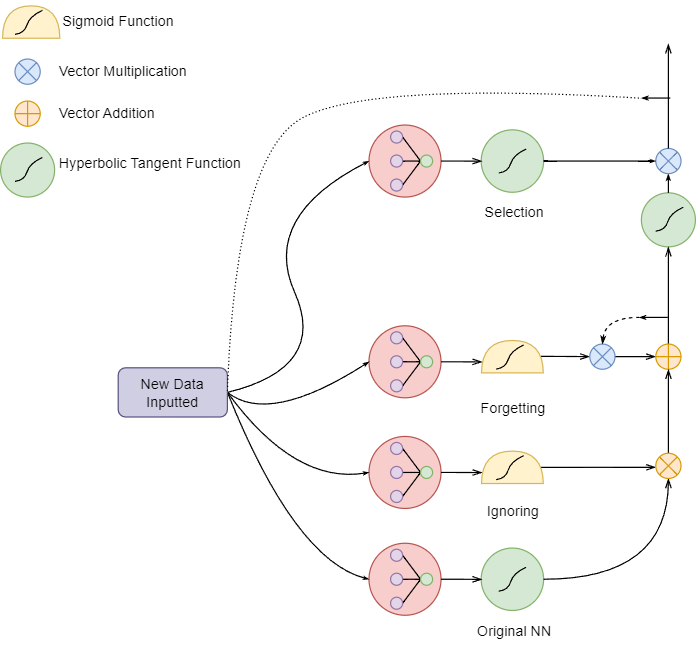 Sigmoid Function
Vector Multiplication
Vector Addition
Hyperbolic Tangent Function
Selection
New Data
Inputted
Forgetting
Ignoring
Original NN